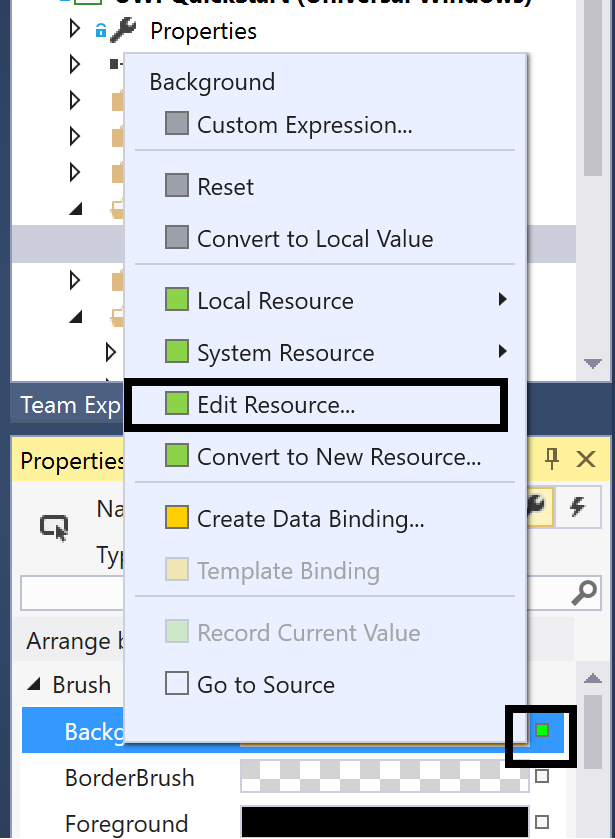 Quickstart (Universal Windows)
Properties
Background
Custom Expression...
Reset
Convert to Local Value
Local Resource
System Resource
Edit Resource...
Team Exp
Convert to New Resource...
Properties
Na
Create Data Binding...
Typ
Template Binding
Arrange b
Record Current Value
Brush
Go to Source
Backg
BorderBrush
Foreground